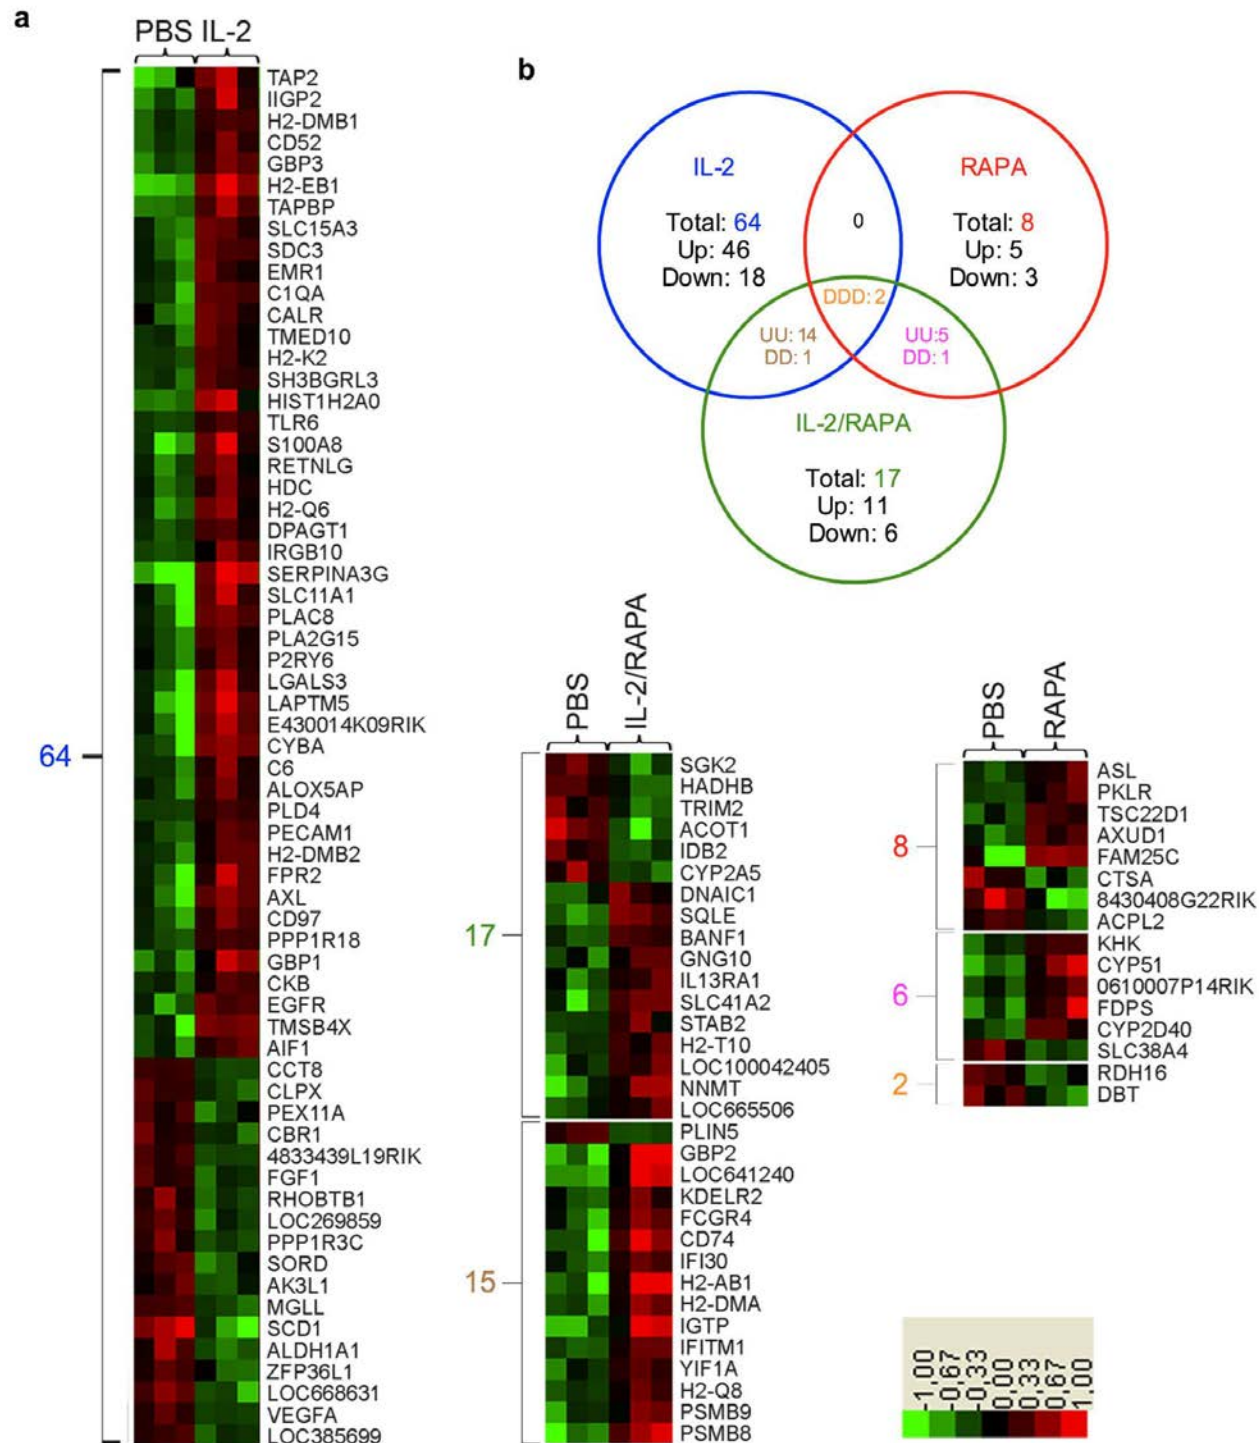 a
PBS IL-2
TAP2
IIGP2
H2-DMB1
CD52
GBP3
H2-EB1
TAPBP
SLC15A3
SDC3
EMR1
C1QA
CALR
TMED10
H2-K2
SH3BGRL3
HIST1H2A0
TLR6
S100A8
RETNLG
HDC
H2-Q6
DPAGT1
IRGB10
SERPINA3G
SLC11A1
PLAC8
PLA2G15
P2RY6
LGALS3
LAPTM5
E430014K09RIK
CYBA
C6
ALOX5AP
PLD4
PECAM1
H2-DMB2
FPR2
AXL
CD97
PPP1R18
GBP1
CKB
EGFR
TMSB4X
AIF1
CCT8
CLPX
PEX11A
CBR1
4833439L19RIK
FGF1
RHOBTB1
LOC269859
PPP1R3C
SORD
AK3L1
MGLL
SCD1
ALDH1A1
ZFP36L1
LOC668631
VEGFA
LOC385699
64
b
IL-2
Total: 64
Up: 46
Down: 18
0
RAPA
Total: 8
Up: 5
Down: 3
DDD: 2
UU: 14
DD: 1
UU:5
DD: 1
IL-2/RAPA
Total: 17
Up: 11
Down: 6
PBS
IL-2/RAPA
17
SGK2
HADHB
TRIM2
ACOT1
IDB2
CYP2A5
DNAIC1
SQLE
BANF1
GNG10
IL13RA1
SLC41A2
STAB2
H2-T10
LOC100042405
NNMT
LOC665506
15
PLIN5
GBP2
LOC641240
KDELR2
FCGR4
CD74
IFI30
H2-AB1
H2-DMA
IGTP
IFITM1
YIF1A
H2-Q8
PSMB9
PSMB8
PBS
RAPA
8
ASL
PKLR
TSC22D1
AXUD1
FAM25C
CTSA
8430408G22RIK
ACPL2
6
KHK
CYP51
0610007P14RIK
FDPS
CYP2D40
SLC38A4
2
RDH16
DBT
-1,00
-0,67
-0,33
0,00
0,33
0,67
1,00